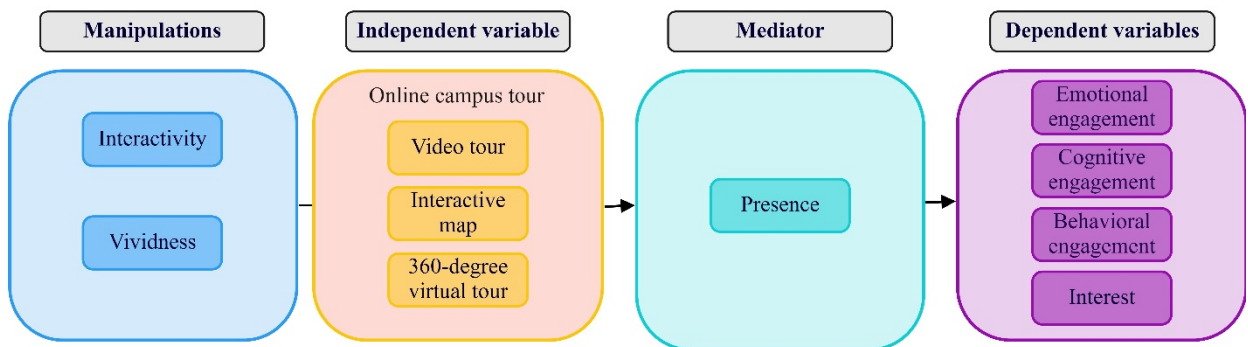 Manipulations
Independent variable
Mediator
Dependent variables
Interactivity
Vividness
Online campus tour
Video tour
Interactive
map
360-degree
virtual tour
Presence
Emotional
engagement
Cognitive
engagement
Behavioral
engagement
Interest